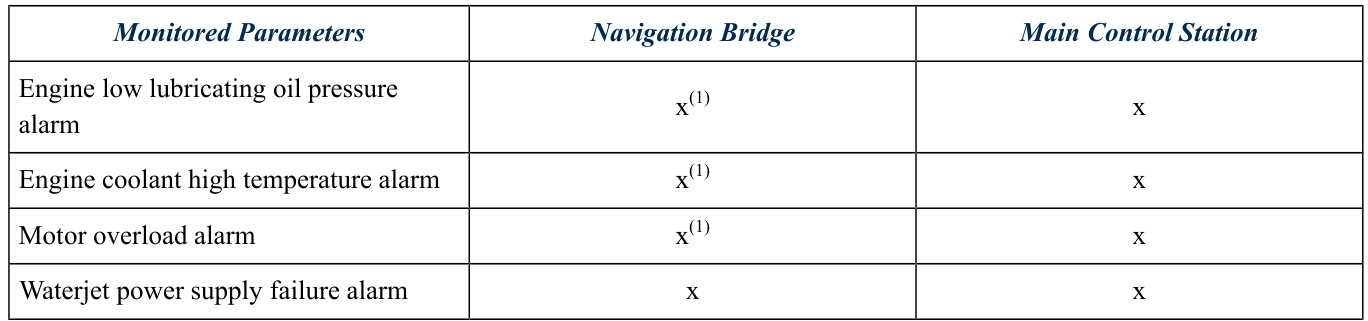 Monitored Parameters Navigation Bridge Main Control Station
Engine low lubricating oil pressure
alarm x(1) x
Engine coolant high temperature alarm x(1) x
Motor overload alarm x(1) x
Waterjet power supply failure alarm x x